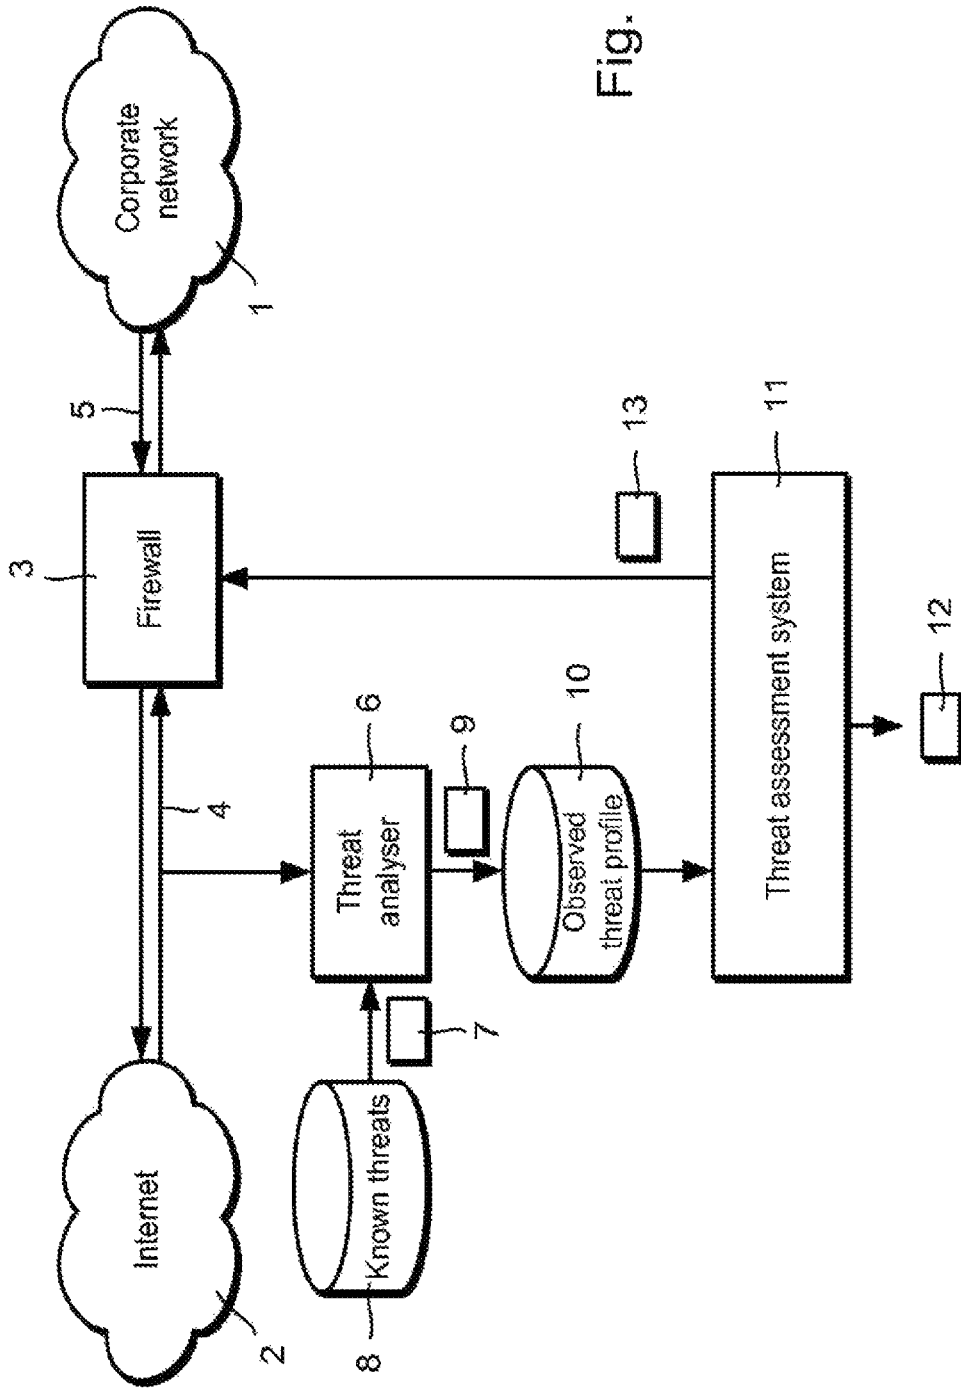 Internet
2
4
3
Firewall
5
Corporate
network
1
Known threats
8
7
Threat
analyser
6
9
Observed
threat profile
10
13
Threat assessment system
11
12
Fig.